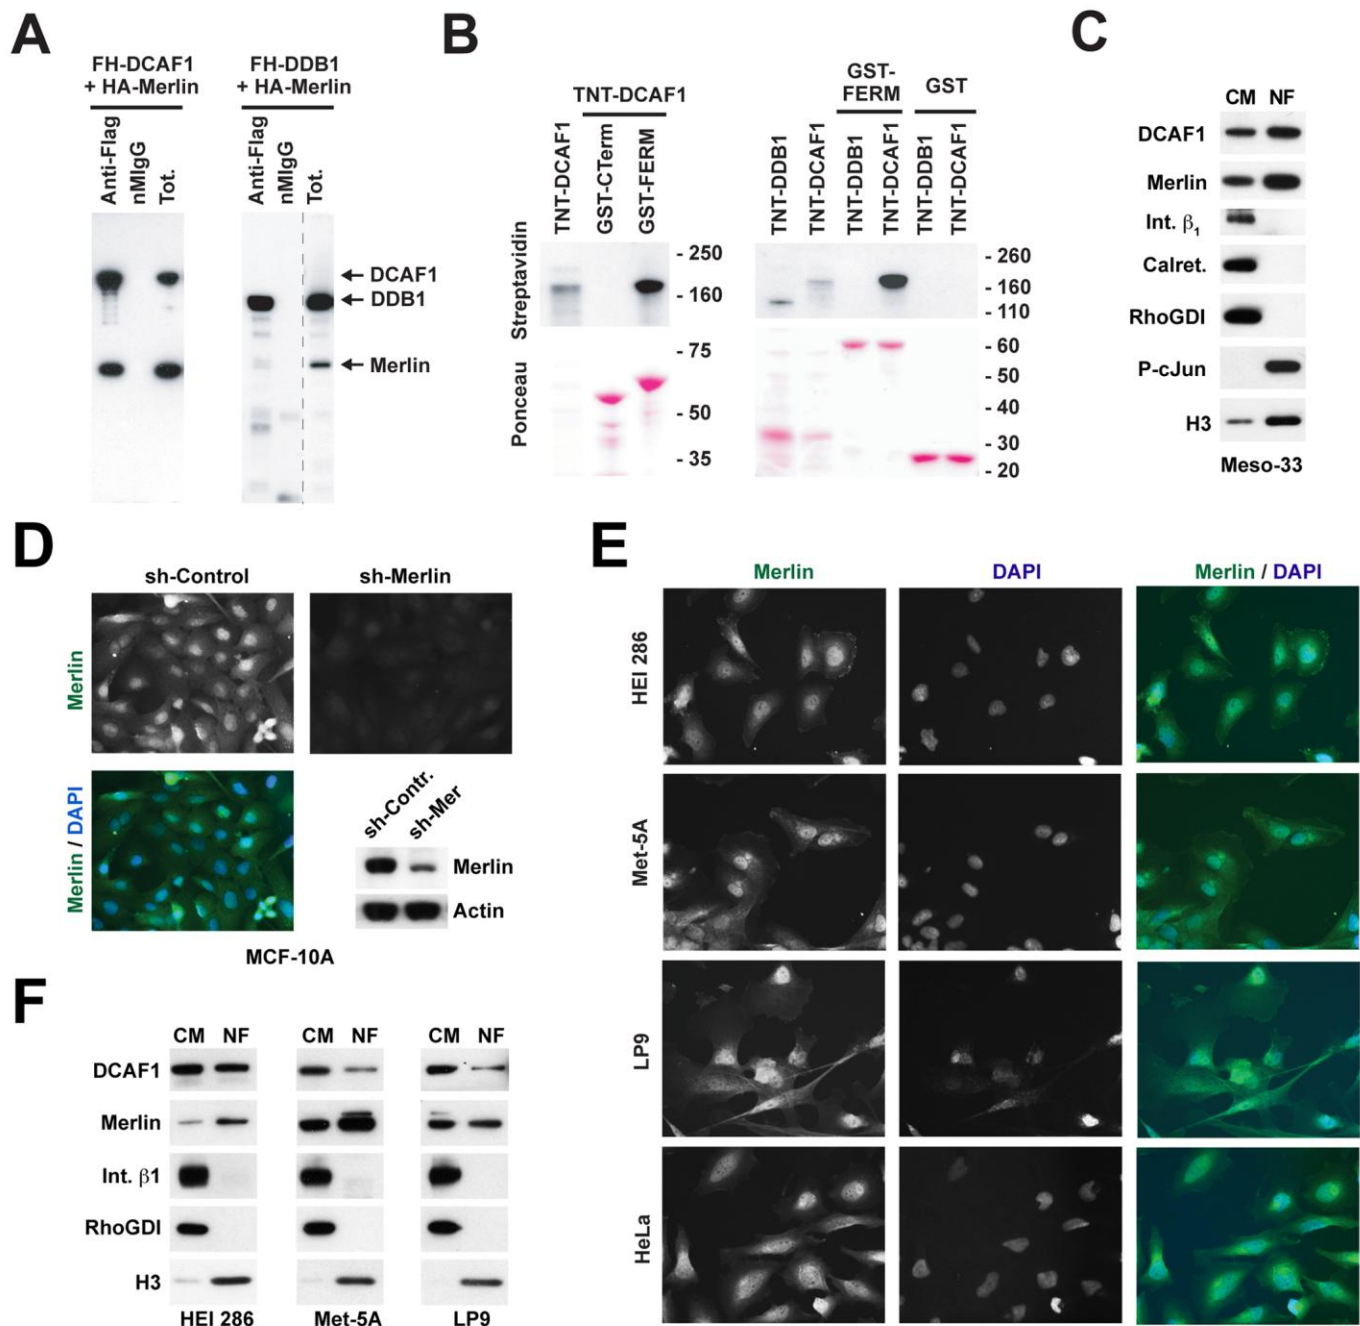 A
FH-DCAF1
+ HA-Merlin
FH-DDB1
+ HA-Merlin
Anti-Flag
nMIgG
Tot.
Anti-Flag
nMIgG
Tot.
DCAF1
DDB1
Merlin
B
TNT-DCAF1
GST-
FERM
GST
TNT-DCAF1
GST-CTerm
GST-FERM
TNT-DDB1
TNT-DCAF1
TNT-DDB1
TNT-DCAF1
TNT-DDB1
TNT-DCAF1
Streptavidin
Ponceau
- 250
- 160
- 75
- 50
- 35
- 260
- 160
- 110
- 60
- 50
- 40
- 30
- 20
C
CM NF
DCAF1
Merlin
Int. β1
Calret.
RhoGDI
P-cJun
H3
Meso-33
D
sh-Control
sh-Merlin
Merlin
Merlin / DAPI
sh-Contr.
sh-Mer
Merlin
Actin
MCF-10A
E
Merlin
DAPI
Merlin / DAPI
HEI 286
Met-5A
LP9
HeLa
F
CM NF
CM NF
CM NF
DCAF1
Merlin
Int. β1
RhoGDI
H3
HEI 286
Met-5A
LP9